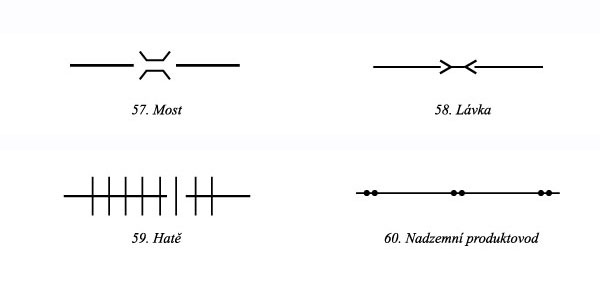 57. Most
58. Lávka
59. Hatě
60. Nadzemní produktovod